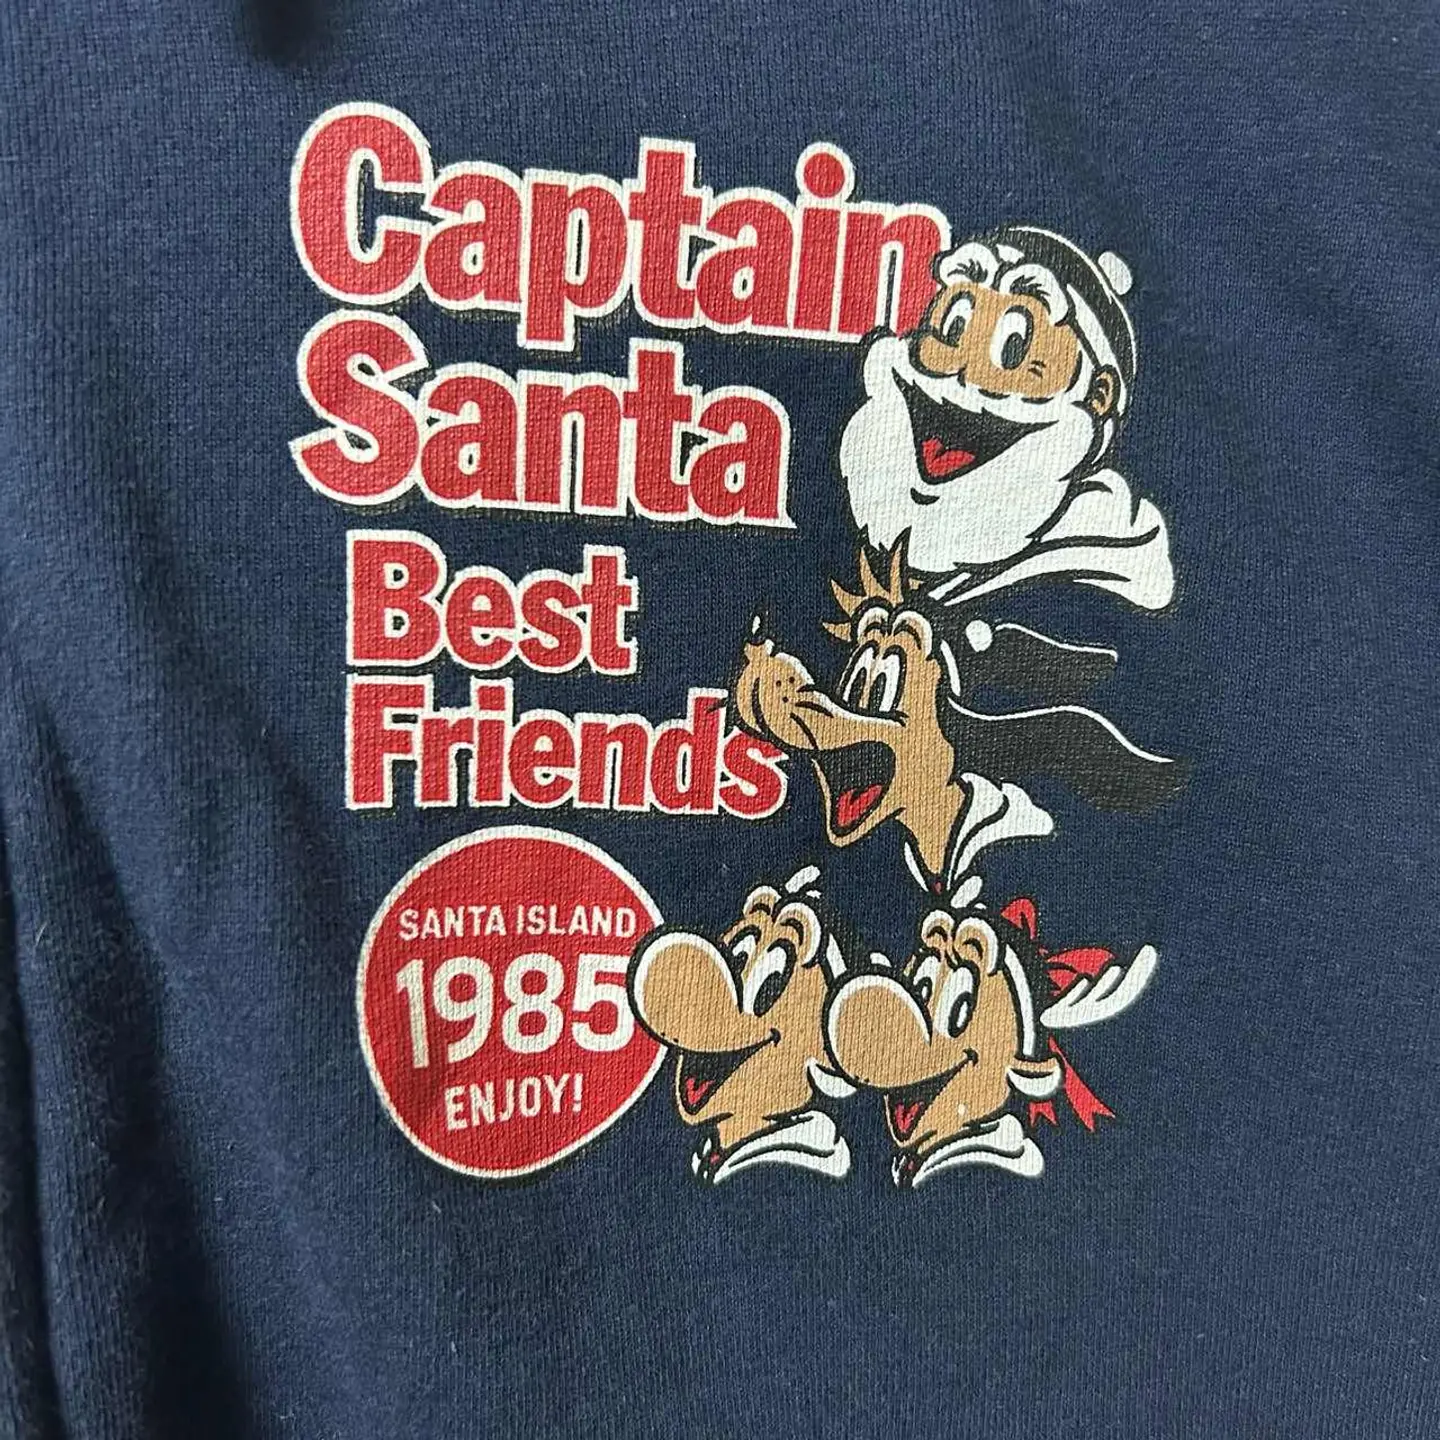 Captain
Santa
Best
Friends
SANTA ISLAND
1985
ENJOY!